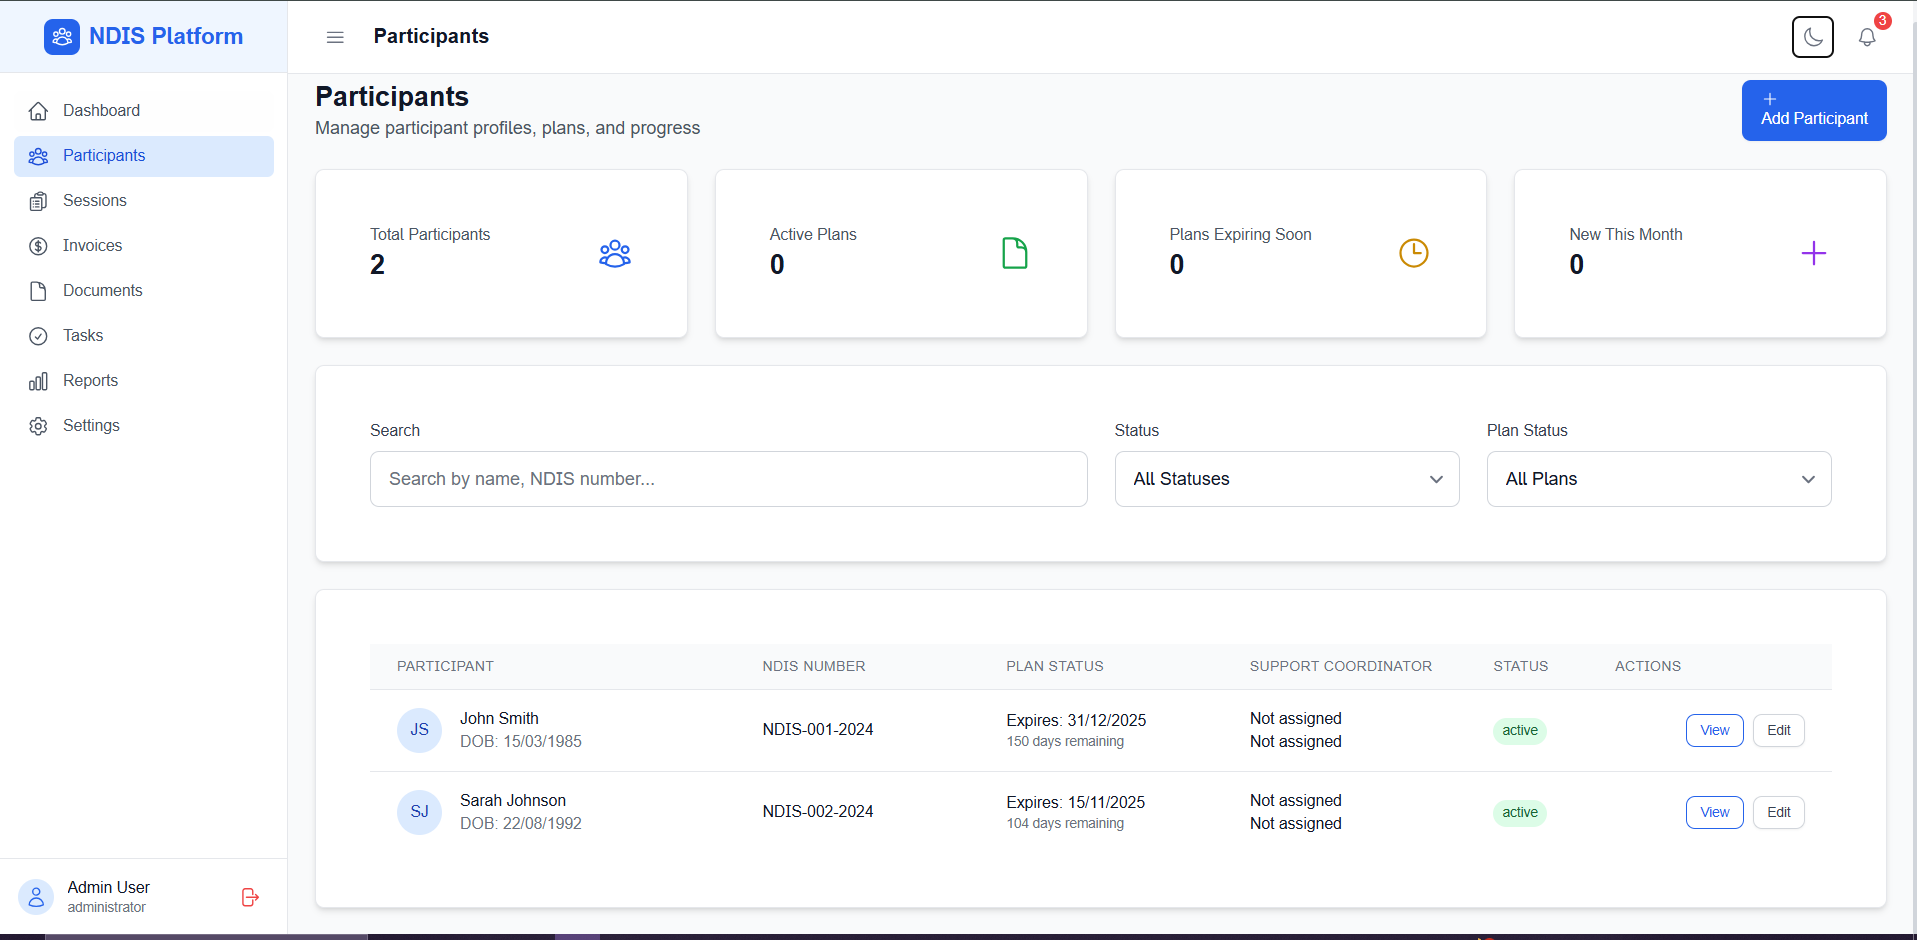 NDIS Platform
Participants
3
Dashboard
Participants
Sessions
Invoices
Documents
Tasks
Reports
Settings
Admin User
administrator
Participants
Manage participant profiles, plans, and progress
Add Participant
Total Participants
2
Active Plans
0
Plans Expiring Soon
0
New This Month
0
Search
Search by name, NDIS number...
Status
All Statuses
Plan Status
All Plans
PARTICIPANT NDIS NUMBER PLAN STATUS SUPPORT COORDINATOR STATUS ACTIONS
JS
John Smith
DOB: 15/03/1985
NDIS-001-2024
Expires: 31/12/2025
150 days remaining
Not assigned
Not assigned
active
View
Edit
SJ
Sarah Johnson
DOB: 22/08/1992
NDIS-002-2024
Expires: 15/11/2025
104 days remaining
Not assigned
Not assigned
active
View
Edit